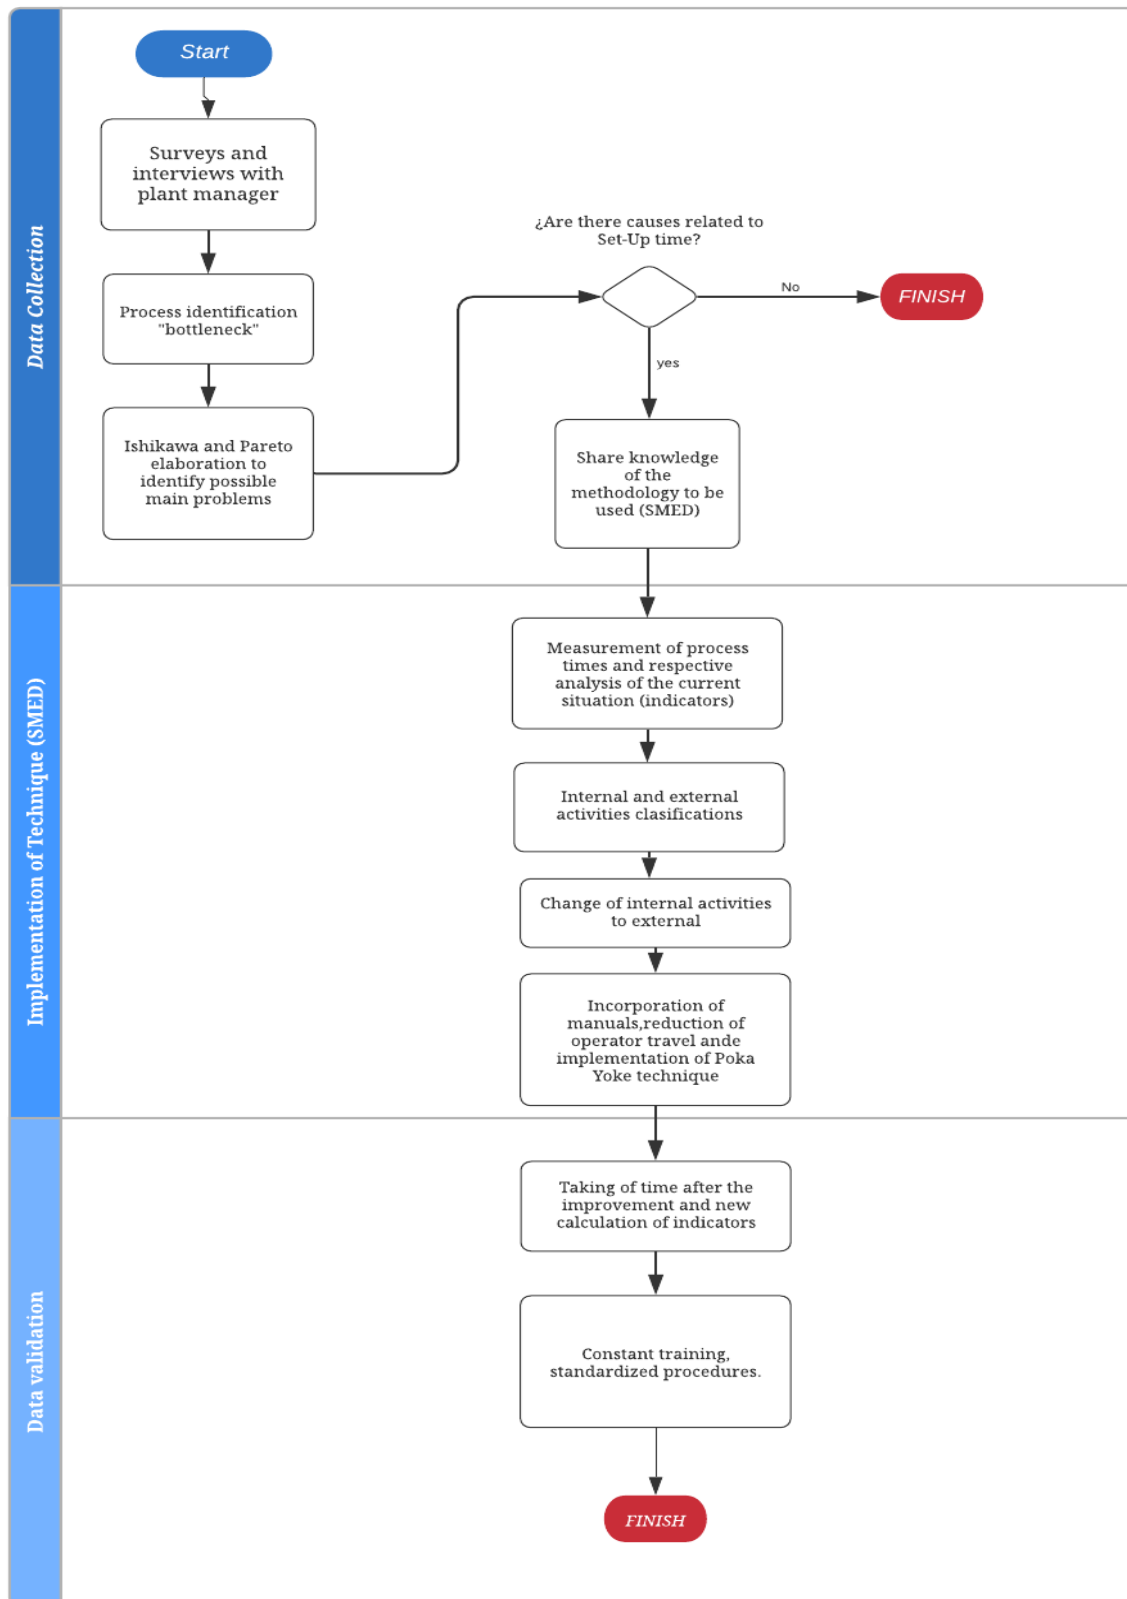 Data Collection
Start
Surveys and
interviews with
plant manager
Process identification
"bottleneck"
Ishikawa and Pareto
elaboration to
identify possible
main problems
¿Are there causes related to
Set-Up time?
No
FINISH
yes
Share knowledge
of the
methodology to be
used (SMED)
Implementation of Technique (SMED)
Measurement of process
times and respective
analysis of the current
situation (indicators)
Internal and external
activities clasifications
Change of internal activities
to external
Incorporation of
manuals,reduction of
operator travel ande
implementation of Poka
Yoke technique
Data validation
Taking of time after the
improvement and new
calculation of indicators
Constant training,
standardized procedures.
FINISH